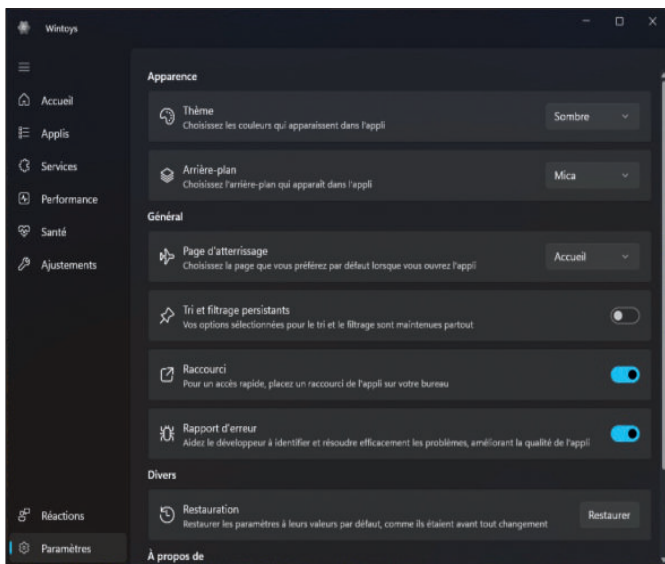 Wintoys
Accueil
Applis
Services
Performance
Santé
Ajustements
Réactions
Paramètres
Apparence
Thème
Choisissez les couleurs qui apparaissent dans l'appli
Sombre
Arrière-plan
Choisissez l'arrière-plan qui apparaît dans l'appli
Mica
Général
Page d'atterrissage
Choisissez la page que vous préférez par défaut lorsque vous ouvrez l'appli
Accueil
Tri et filtrage persistants
Vos options sélectionnées pour le tri et le filtrage sont maintenues partout
Raccourci
Pour un accès rapide, placez un raccourci de l'appli sur votre bureau
Rapport d'erreur
Aidez le développeur à identifier et résoudre efficacement les problèmes, améliorant la qualité de l'appli
Divers
Restauration
Restaurer les paramètres à leurs valeurs par défaut, comme ils étaient avant tout changement
Restaurer
À propos de